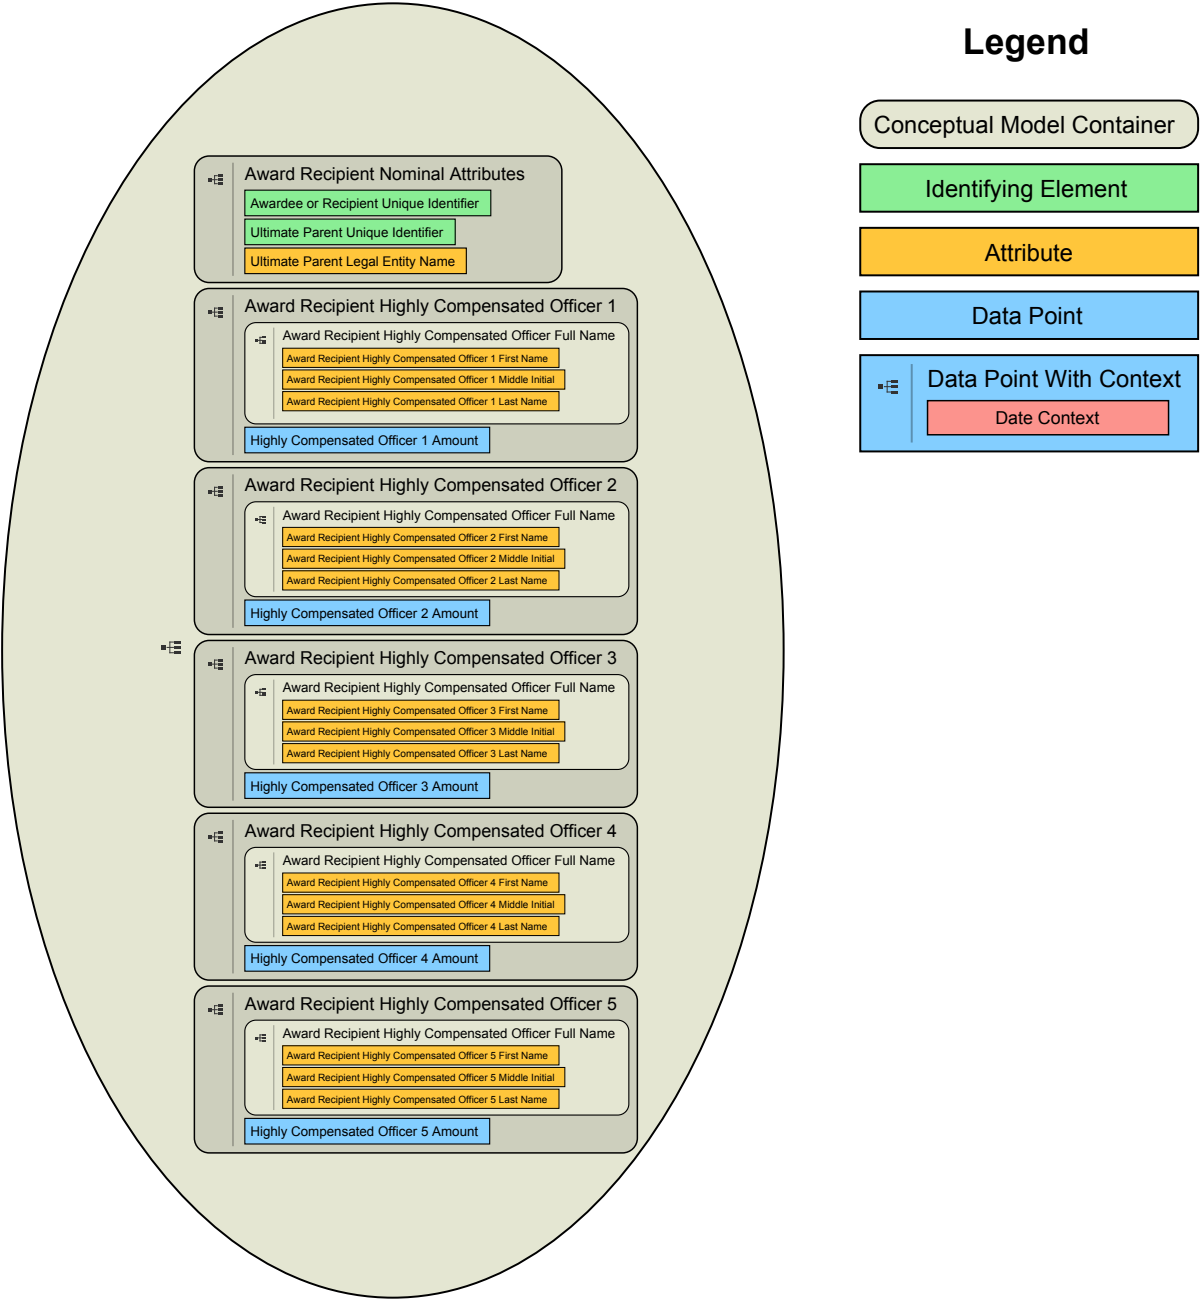 Legend
Conceptual Model Container
Identifying Element
Attribute
Data Point
Data Point With Context
Date Context
Award Recipient Nominal Attributes
Awardee or Recipient Unique Identifier
Ultimate Parent Unique Identifier
Ultimate Parent Legal Entity Name
Award Recipient Highly Compensated Officer 1
Award Recipient Highly Compensated Officer Full Name
Award Recipient Highly Compensated Officer 1 First Name
Award Recipient Highly Compensated Officer 1 Middle Initial
Award Recipient Highly Compensated Officer 1 Last Name
Highly Compensated Officer 1 Amount
Award Recipient Highly Compensated Officer 2
Award Recipient Highly Compensated Officer Full Name
Award Recipient Highly Compensated Officer 2 First Name
Award Recipient Highly Compensated Officer 2 Middle Initial
Award Recipient Highly Compensated Officer 2 Last Name
Highly Compensated Officer 2 Amount
Award Recipient Highly Compensated Officer 3
Award Recipient Highly Compensated Officer Full Name
Award Recipient Highly Compensated Officer 3 First Name
Award Recipient Highly Compensated Officer 3 Middle Initial
Award Recipient Highly Compensated Officer 3 Last Name
Highly Compensated Officer 3 Amount
Award Recipient Highly Compensated Officer 4
Award Recipient Highly Compensated Officer Full Name
Award Recipient Highly Compensated Officer 4 First Name
Award Recipient Highly Compensated Officer 4 Middle Initial
Award Recipient Highly Compensated Officer 4 Last Name
Highly Compensated Officer 4 Amount
Award Recipient Highly Compensated Officer 5
Award Recipient Highly Compensated Officer Full Name
Award Recipient Highly Compensated Officer 5 First Name
Award Recipient Highly Compensated Officer 5 Middle Initial
Award Recipient Highly Compensated Officer 5 Last Name
Highly Compensated Officer 5 Amount